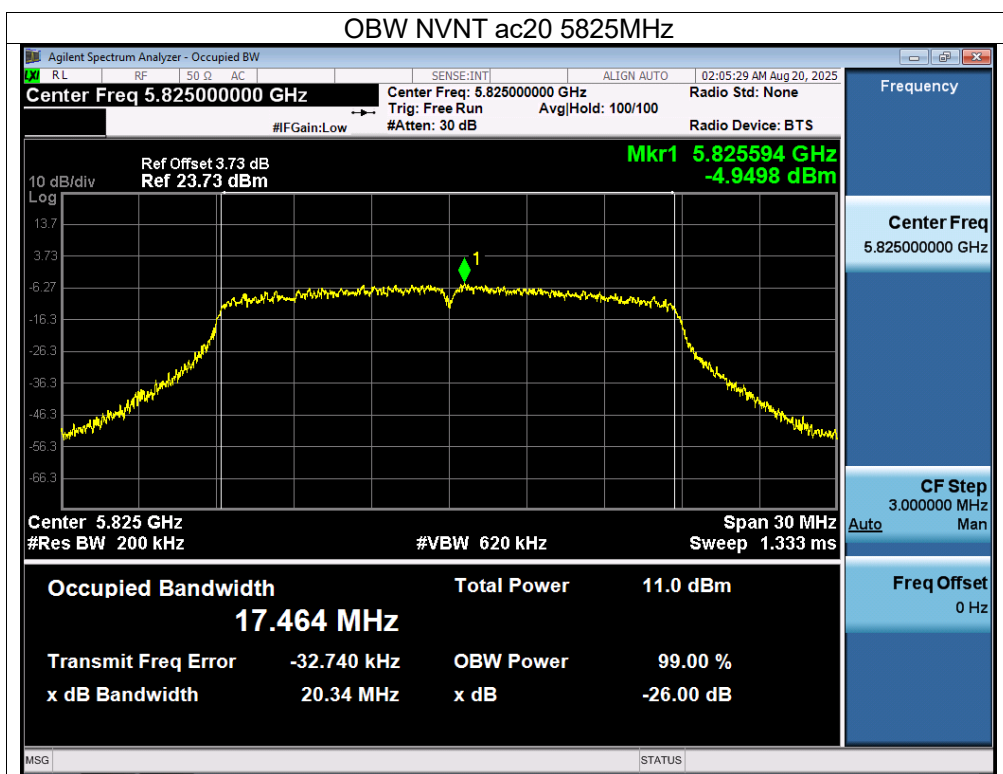 OBW NVNT ac20 5825MHz
Agilent Spectrum Analyzer - Occupied BW
LXI RL RF 50 Ω AC SENSE:INT ALIGN AUTO 02:05:29 AM Aug 20, 2025
Center Freq 5.825000000 GHz
Center Freq: 5.825000000 GHz
Radio Std: None
Trig: Free Run Avg|Hold: 100/100
#IFGain:Low
#Atten: 30 dB
Radio Device: BTS
Ref Offset 3.73 dB
Mkr1 5.825594 GHz
10 dB/div Ref 23.73 dBm
-4.9498 dBm
Log
13.7
3.73
1
-6.27
-16.3
-26.3
-36.3
-46.3
-56.3
-66.3
Center 5.825 GHz
Span 30 MHz
#Res BW 200 kHz
#VBW 620 kHz
Sweep 1.333 ms
Occupied Bandwidth
Total Power 11.0 dBm
17.464 MHz
Transmit Freq Error -32.740 kHz
OBW Power 99.00 %
x dB Bandwidth 20.34 MHz
x dB -26.00 dB
Frequency
Center Freq
5.825000000 GHz
CF Step
3.000000 MHz
Auto Man
Freq Offset
0 Hz
MSG
STATUS